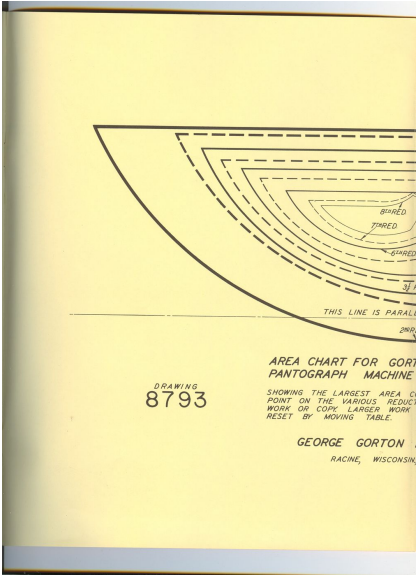 8TH RED.
7TH RED.
6TH RED
3½
THIS LINE IS PARALL
2ND R
AREA CHART FOR GORT
PANTOGRAPH MACHINE
DRAWING
8793
SHOWING THE LARGEST AREA C
POINT ON THE VARIOUS REDUCT
WORK OR COPY. LARGER WORK
RESET BY MOVING TABLE.
GEORGE GORTON
RACINE, WISCONSIN,